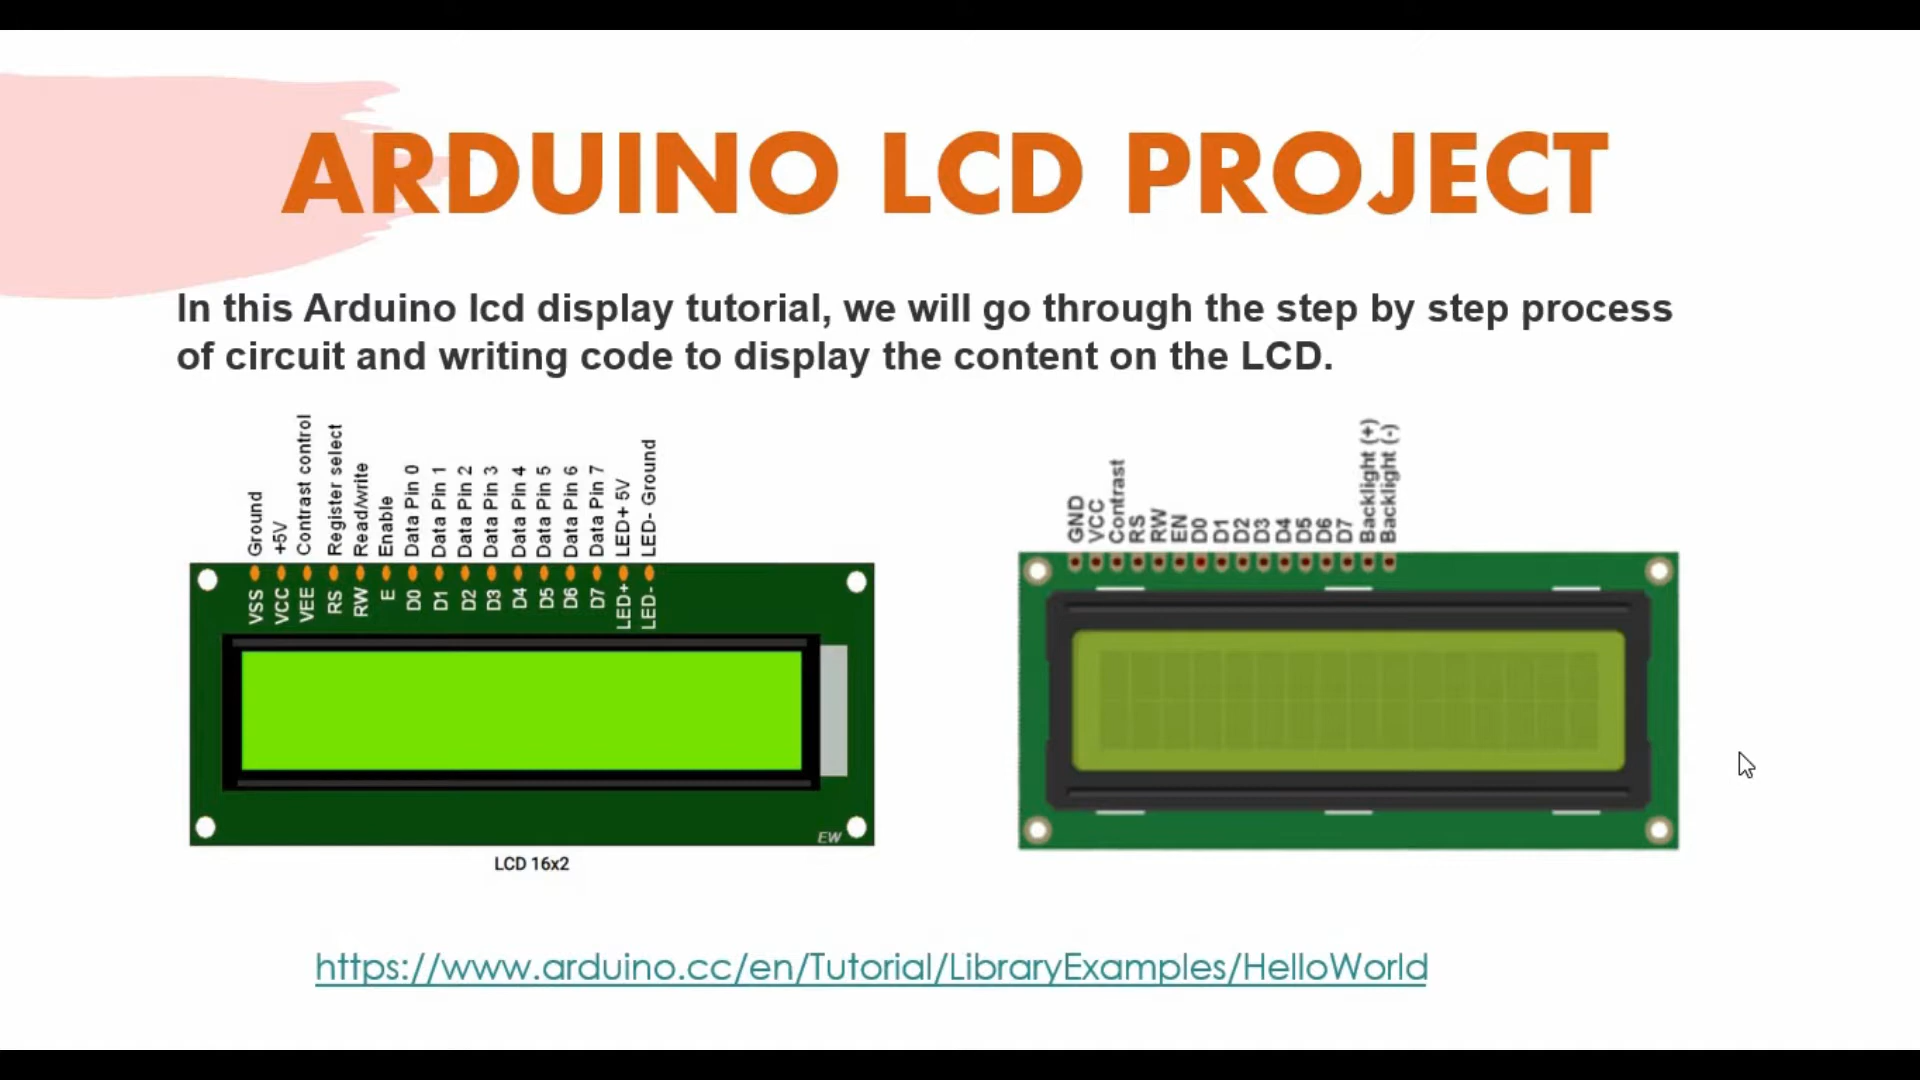 ARDUINO LCD PROJECT
In this Arduino lcd display tutorial, we will go through the step by step process
of circuit and writing code to display the content on the LCD.
Ground
+5V
Contrast control
Register select
Read/write
Enable
Data Pin 0
Data Pin 1
Data Pin 2
Data Pin 3
Data Pin 4
Data Pin 5
Data Pin 6
Data Pin 7
LED+ 5V
LED- Ground
VSS
VCC
VEE
RS
RW
E
D0
D1
D2
D3
D4
D5
D6
D7
LED+
LED-
EW
LCD 16x2
GND
VCC
Contrast
RS
RW
EN
D0
D1
D2
D3
D4
D5
D6
D7
Backlight (+)
Backlight (-)
https://www.arduino.cc/en/Tutorial/LibraryExamples/HelloWorld